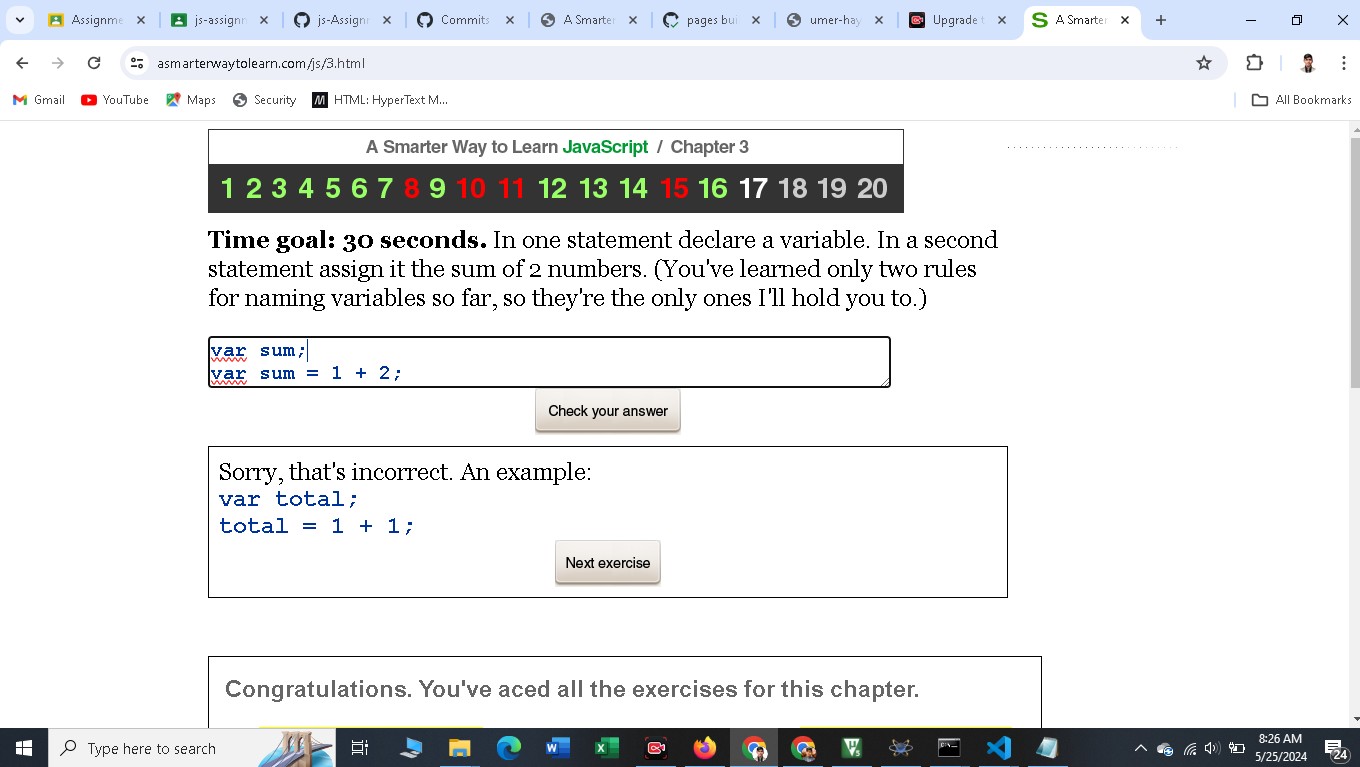 Assignme
js-assignn
js-Assignn
Commits
A Smarter
pages bui
umer-hay
Upgrade t
A Smarter
asmarterwaytolearn.com/js/3.html
Gmail YouTube Maps Security HTML: HyperText M... All Bookmarks
A Smarter Way to Learn JavaScript / Chapter 3
1 2 3 4 5 6 7 8 9 10 11 12 13 14 15 16 17 18 19 20
Time goal: 30 seconds. In one statement declare a variable. In a second
statement assign it the sum of 2 numbers. (You've learned only two rules
for naming variables so far, so they're the only ones I'll hold you to.)
var sum;
var sum = 1 + 2;
Check your answer
Sorry, that's incorrect. An example:
var total;
total = 1 + 1;
Next exercise
Congratulations. You've aced all the exercises for this chapter.
Type here to search
8:26 AM
5/25/2024
24